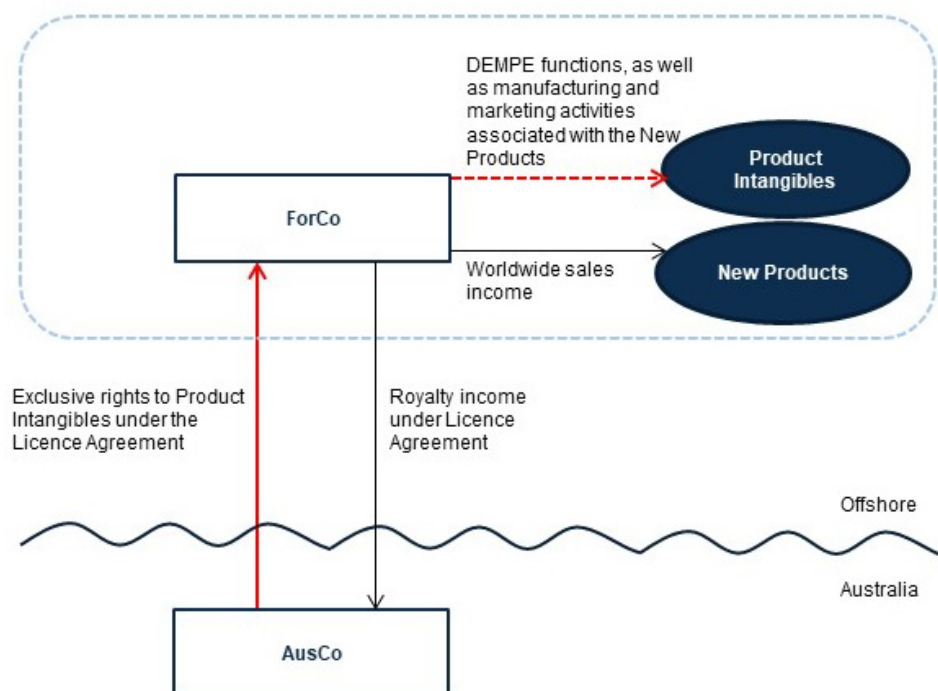 DEMPE functions, as well
as manufacturing and
marketing activities
associated with the New
Products
Product
Intangibles
ForCo
Worldwide sales
income
New Products
Exclusive rights to Product
Intangibles under the
Licence Agreement
Royalty income
under Licence
Agreement
Offshore
Australia
AusCo